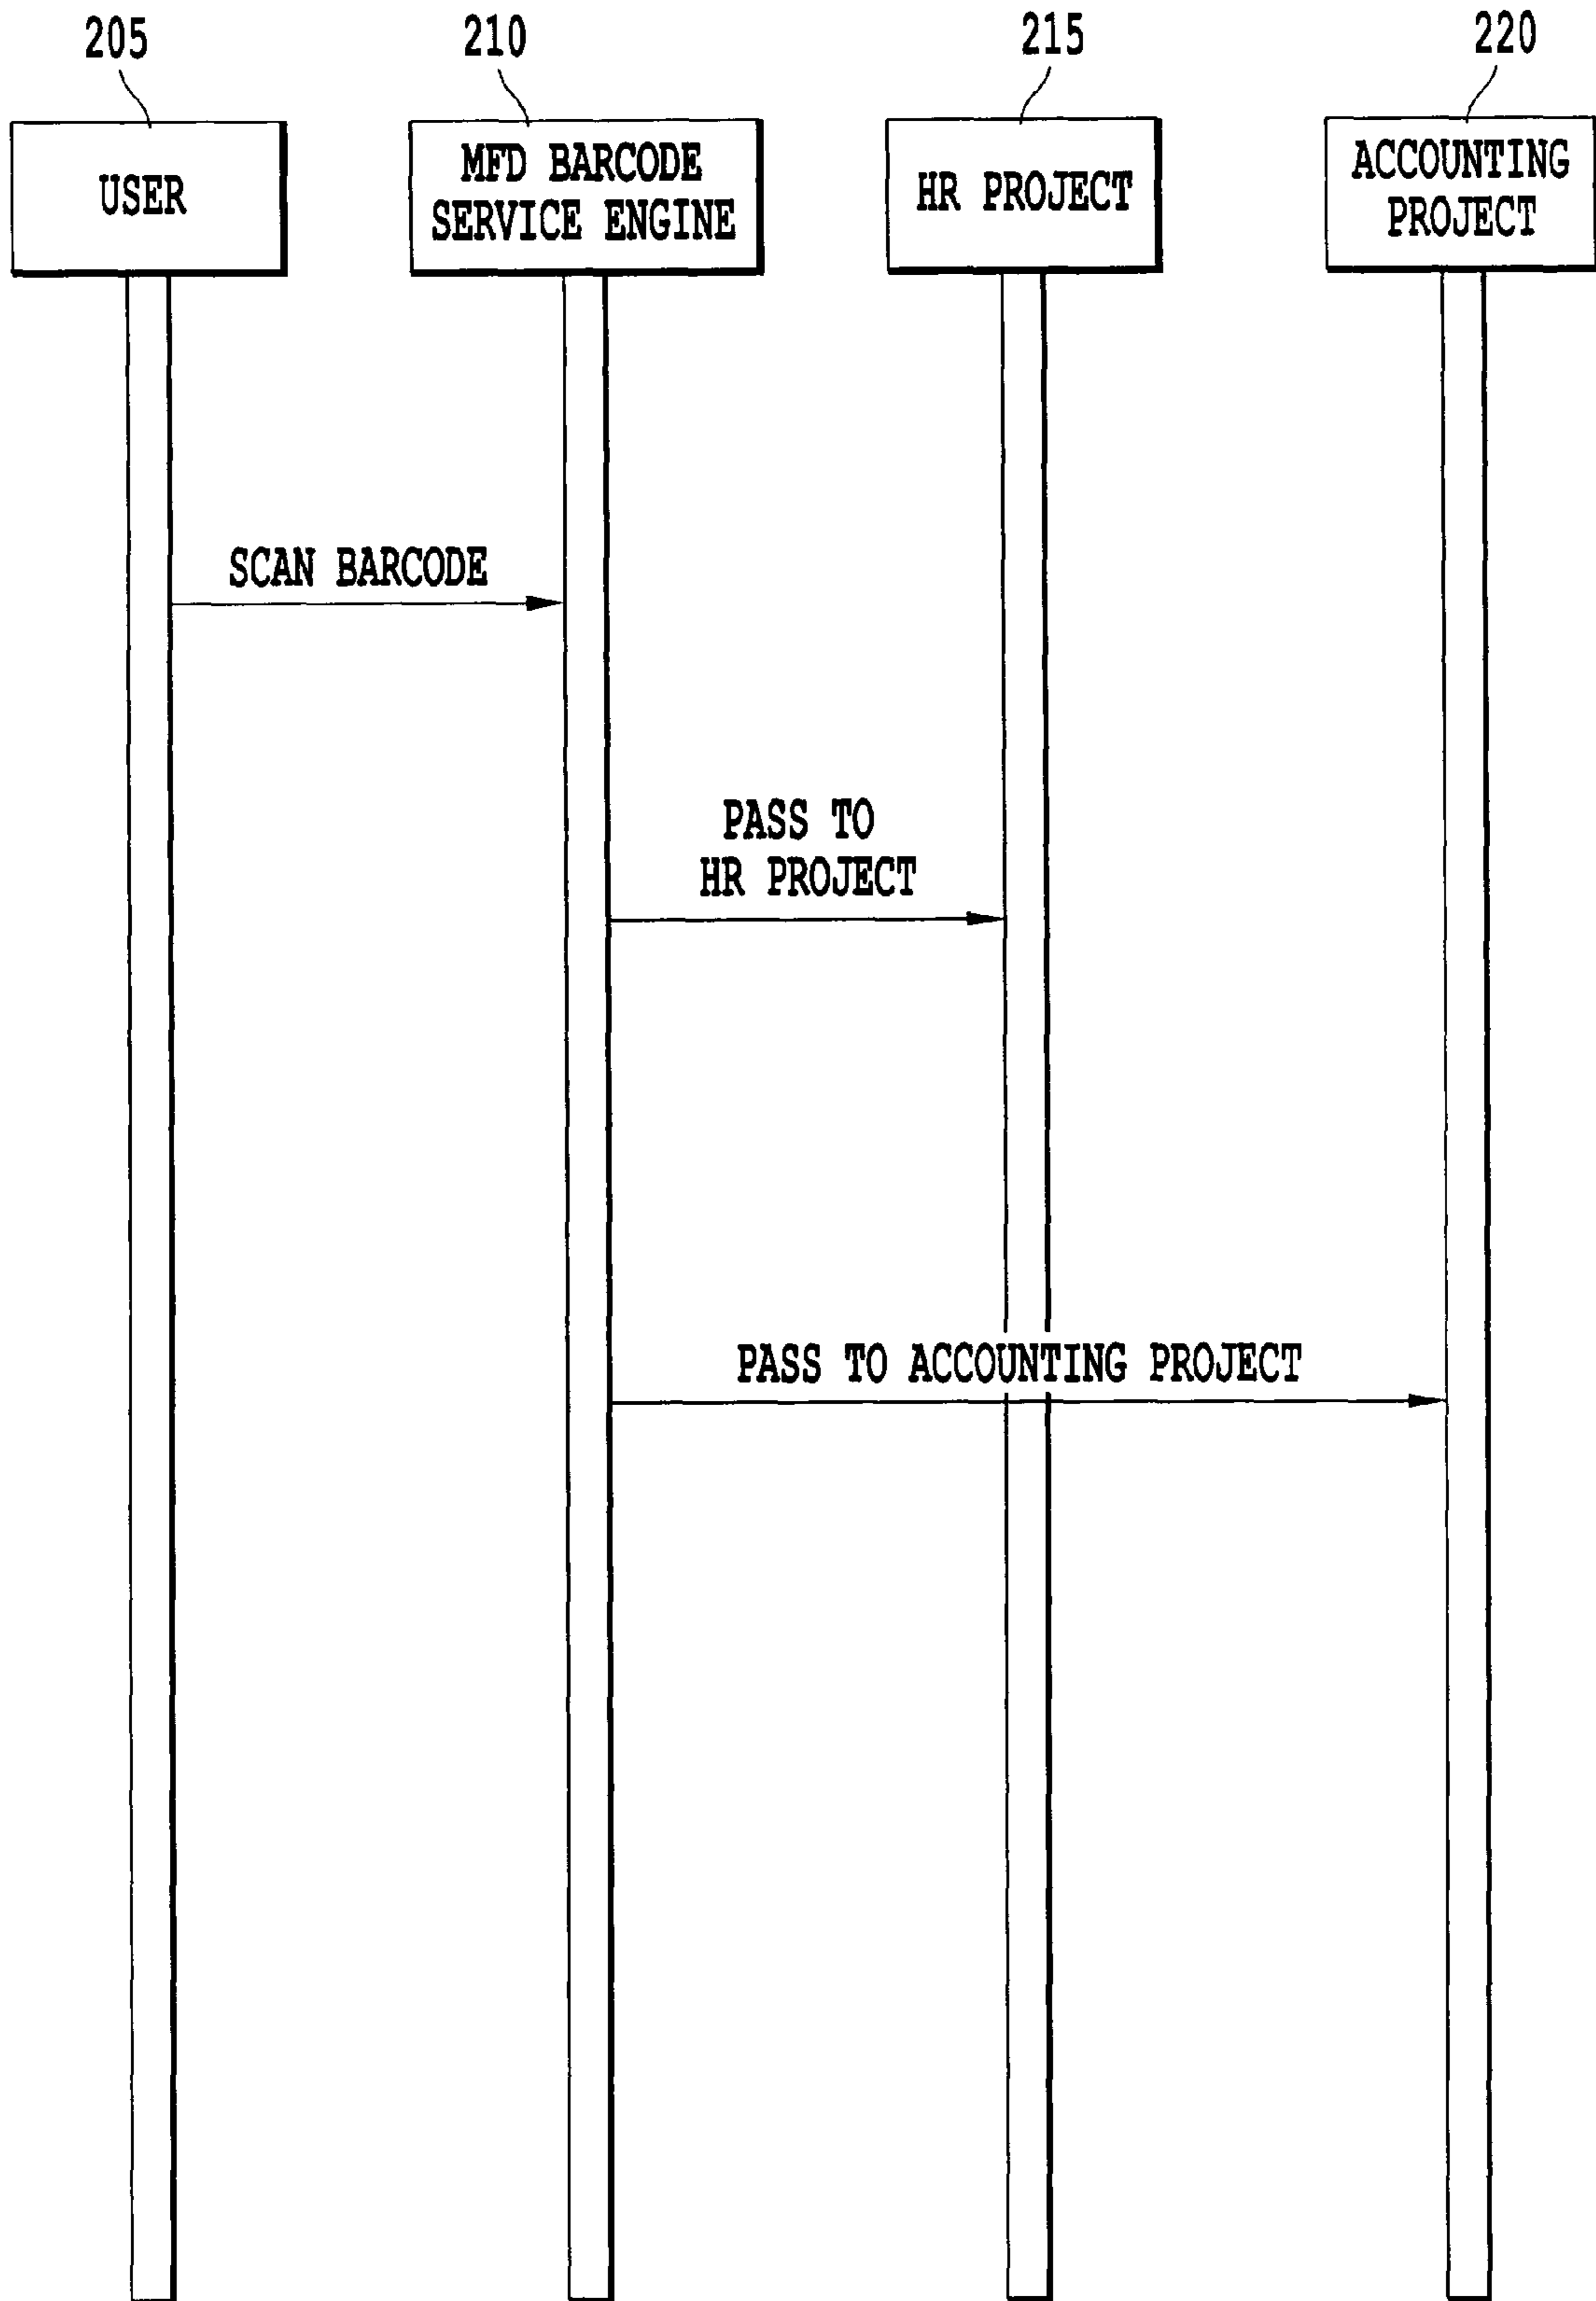 205
210
215
220
USER
MFD BARCODE
SERVICE ENGINE
HR PROJECT
ACCOUNTING
PROJECT
SCAN BARCODE
PASS TO
HR PROJECT
PASS TO ACCOUNTING PROJECT